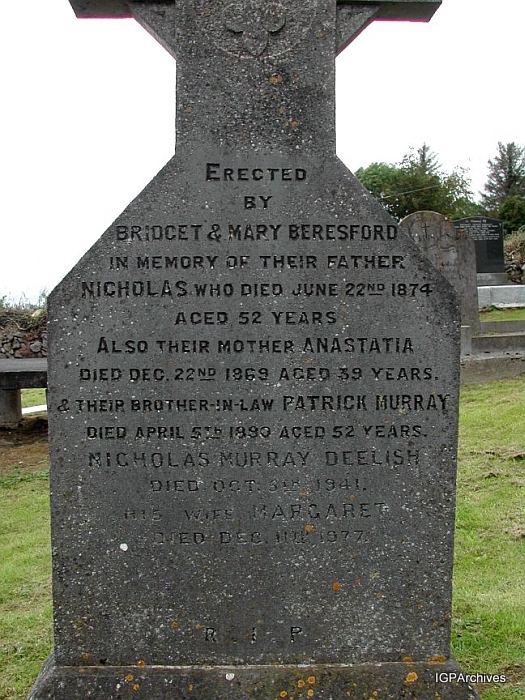 ERECTED
BY
BRIDGET & MARY BERESFORD
IN MEMORY OF THEIR FATHER
NICHOLAS WHO DIED JUNE 22ND 1874
AGED 52 YEARS
ALSO THEIR MOTHER ANASTATIA
DIED DEC. 22ND 1869 AGED 39 YEARS.
& THEIR BROTHER-IN-LAW PATRICK MURRAY
DIED APRIL 5TH 1890 AGED 52 YEARS.
NICHOLAS MURRAY DEELISH
DIED OCT. 1941.
HIS WIFE MARGARET
DIED DEC. 1977.
R I P
IGPArchives